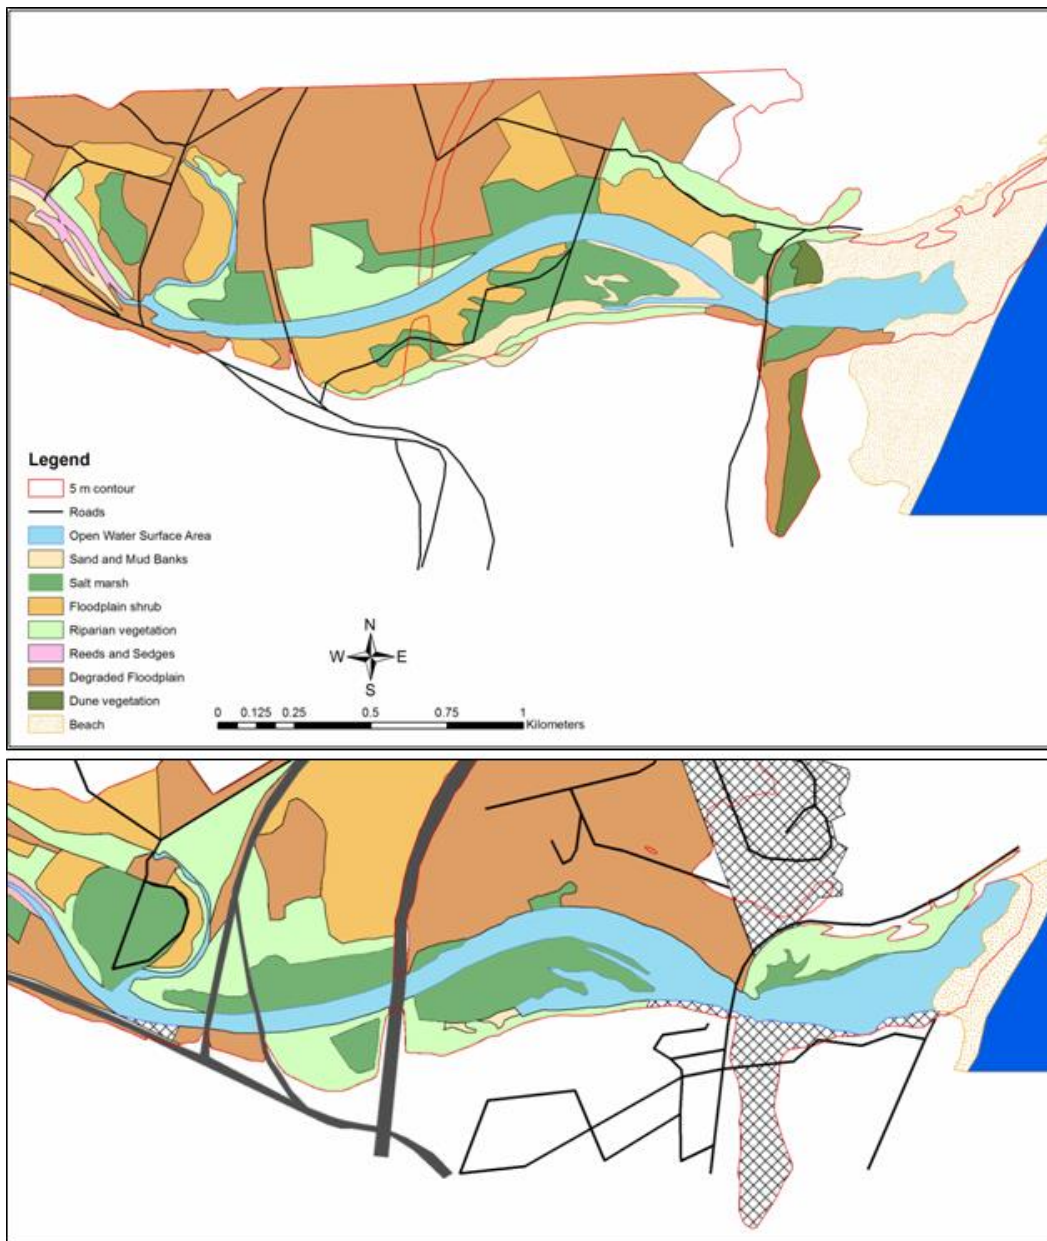 Legend
5 m contour
Roads
Open Water Surface Area
Sand and Mud Banks
Salt marsh
Floodplain shrub
Riparian vegetation
Reeds and Sedges
Degraded Floodplain
Dune vegetation
Beach
N
W E
S
0 0.125 0.25 0.5 0.75 1
Kilometers